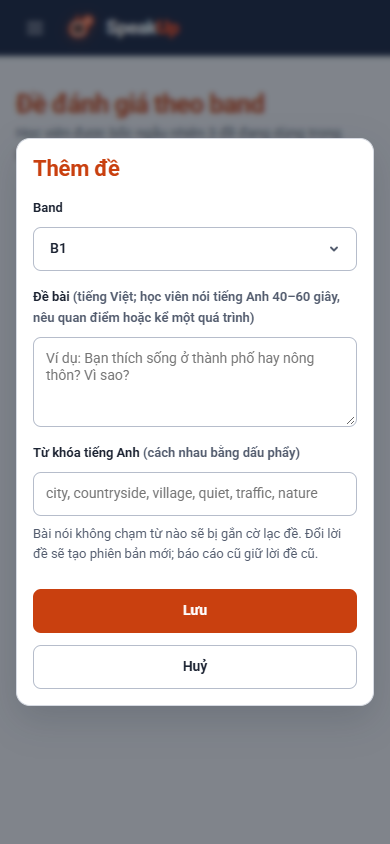 SpeakUp
Đề đánh giá theo band
Thêm đề
Band
B1
Đề bài (tiếng Việt; học viên nói tiếng Anh 40–60 giây,
nêu quan điểm hoặc kể một quá trình)
Ví dụ: Bạn thích sống ở thành phố hay nông
thôn? Vì sao?
Từ khóa tiếng Anh (cách nhau bằng dấu phẩy)
city, countryside, village, quiet, traffic, nature
Bài nói không chạm từ nào sẽ bị gắn cờ lạc đề. Đổi lời
đề sẽ tạo phiên bản mới; báo cáo cũ giữ lời đề cũ.
Lưu
Huỷ